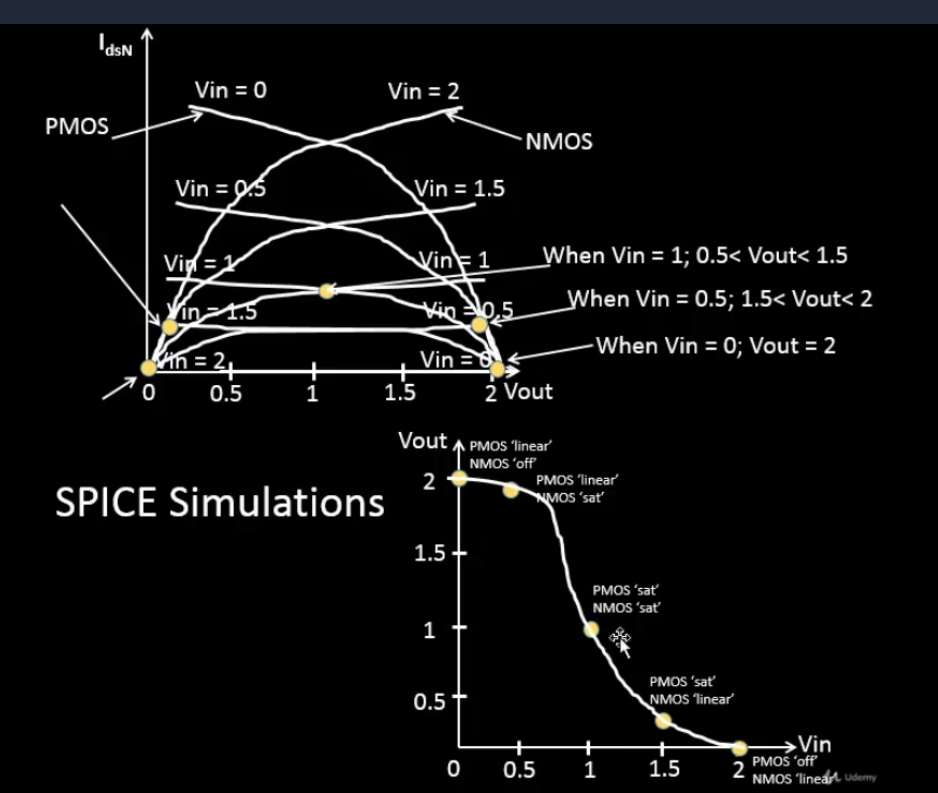 IdsN
Vin = 0
Vin = 2
PMOS
NMOS
Vin = 0.5
Vin = 1.5
Vin = 1
Vin = 1
When Vin = 1; 0.5< Vout< 1.5
When Vin = 0.5; 1.5< Vout< 2
Vin = 1.5
Vin = 0.5
When Vin = 0; Vout = 2
Vin = 2
Vin = 0
0 0.5 1 1.5 2 Vout
Vout
PMOS 'linear'
NMOS 'off'
2
PMOS 'linear'
NMOS 'sat'
SPICE Simulations
1.5
PMOS 'sat'
NMOS 'sat'
1
PMOS 'sat'
NMOS 'linear'
0.5
Vin
0 0.5 1 1.5 2
PMOS 'off'
NMOS 'linear'
Udemy